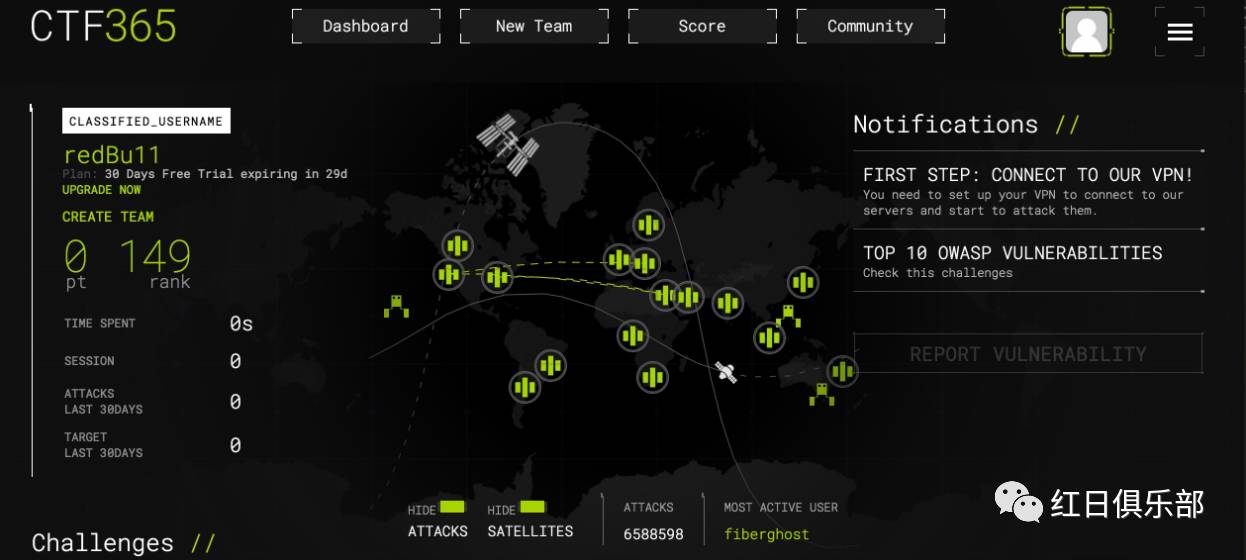 CTF365
Dashboard
New Team
Score
Community
CLASSIFIED_USERNAME
redBu11
Plan: 30 Days Free Trial expiring in 29d
UPGRADE NOW
CREATE TEAM
0 149
pt rank
TIME SPENT 0s
SESSION 0
ATTACKS
LAST 30DAYS 0
TARGET
LAST 30DAYS 0
Notifications //
FIRST STEP: CONNECT TO OUR VPN!
You need to set up your VPN to connect to our
servers and start to attack them.
TOP 10 OWASP VULNERABILITIES
Check this challenges
REPORT VULNERABILITY
HIDE
ATTACKS
HIDE
SATELLITES
ATTACKS
6588598
MOST ACTIVE USER
fiberghost
红日俱乐部
Challenges //